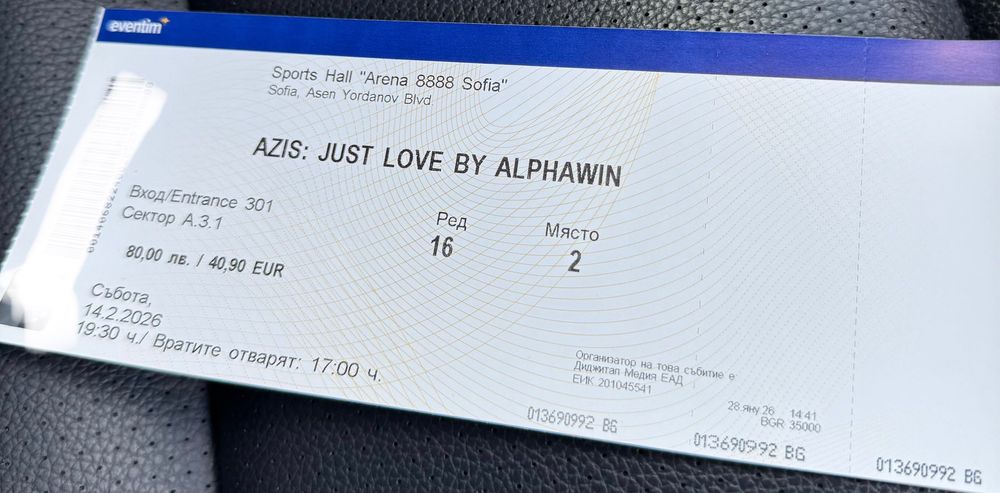 eventim
Sports Hall "Arena 8888 Sofia"
Sofia, Asen Yordanov Blvd
AZIS: JUST LOVE BY ALPHAWIN
Вход/Entrance 301
Сектор А.3.1
Ред
16
Място
2
80,00 лв. / 40,90 EUR
Събота,
14.2.2026
19:30 ч./ Вратите отварят: 17:00 ч.
Организатор на това събитие е
Диджитал Медия ЕАД
ЕИК 201045541
28 яну 26 14:41
BGR 35000
013690992 BG
013690992 BG
013690992 BG